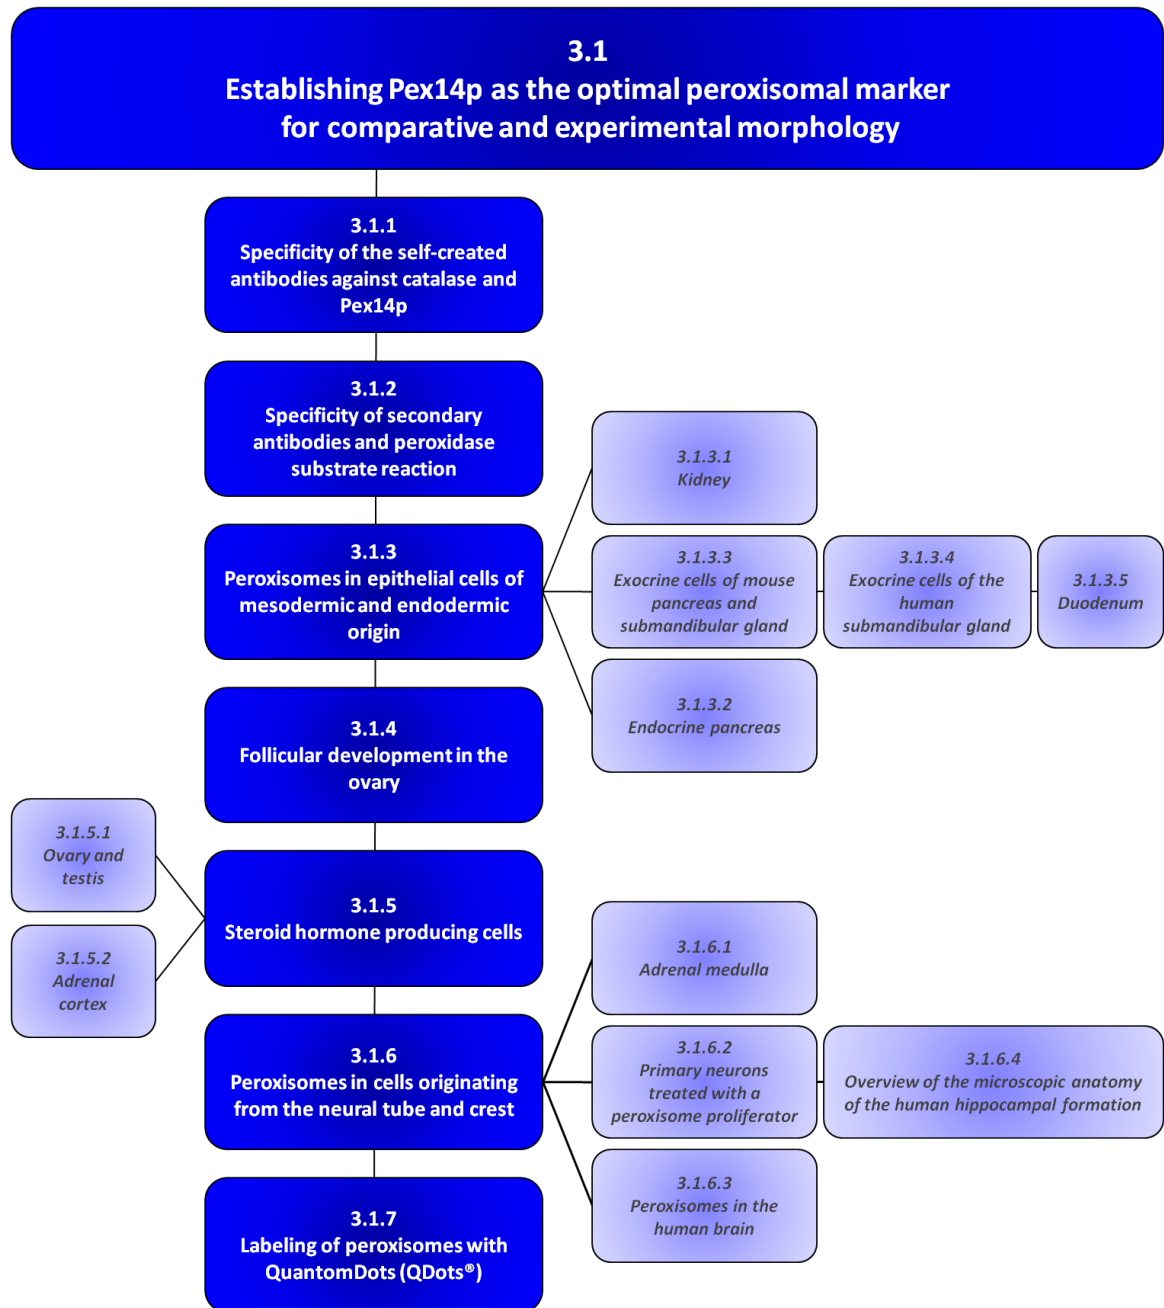 3.1
Establishing Pex14p as the optimal peroxisomal marker
for comparative and experimental morphology
3.1.1
Specificity of the self-created
antibodies against catalase and
Pex14p
3.1.2
Specificity of secondary
antibodies and peroxidase
substrate reaction
3.1.3
Peroxisomes in epithelial cells of
mesodermic and endodermic
origin
3.1.3.1
Kidney
3.1.3.3
Exocrine cells of mouse
pancreas and
submandibular gland
3.1.3.4
Exocrine cells of the
human
submandibular gland
3.1.3.5
Duodenum
3.1.3.2
Endocrine pancreas
3.1.4
Follicular development in the
ovary
3.1.5.1
Ovary and
testis
3.1.5.2
Adrenal
cortex
3.1.5
Steroid hormone producing cells
3.1.6
Peroxisomes in cells originating
from the neural tube and crest
3.1.6.1
Adrenal medulla
3.1.6.2
Primary neurons
treated with a
peroxisome proliferator
3.1.6.4
Overview of the microscopic anatomy
of the human hippocampal formation
3.1.6.3
Peroxisomes in the
human brain
3.1.7
Labeling of peroxisomes with
QuantomDots (QDots®)